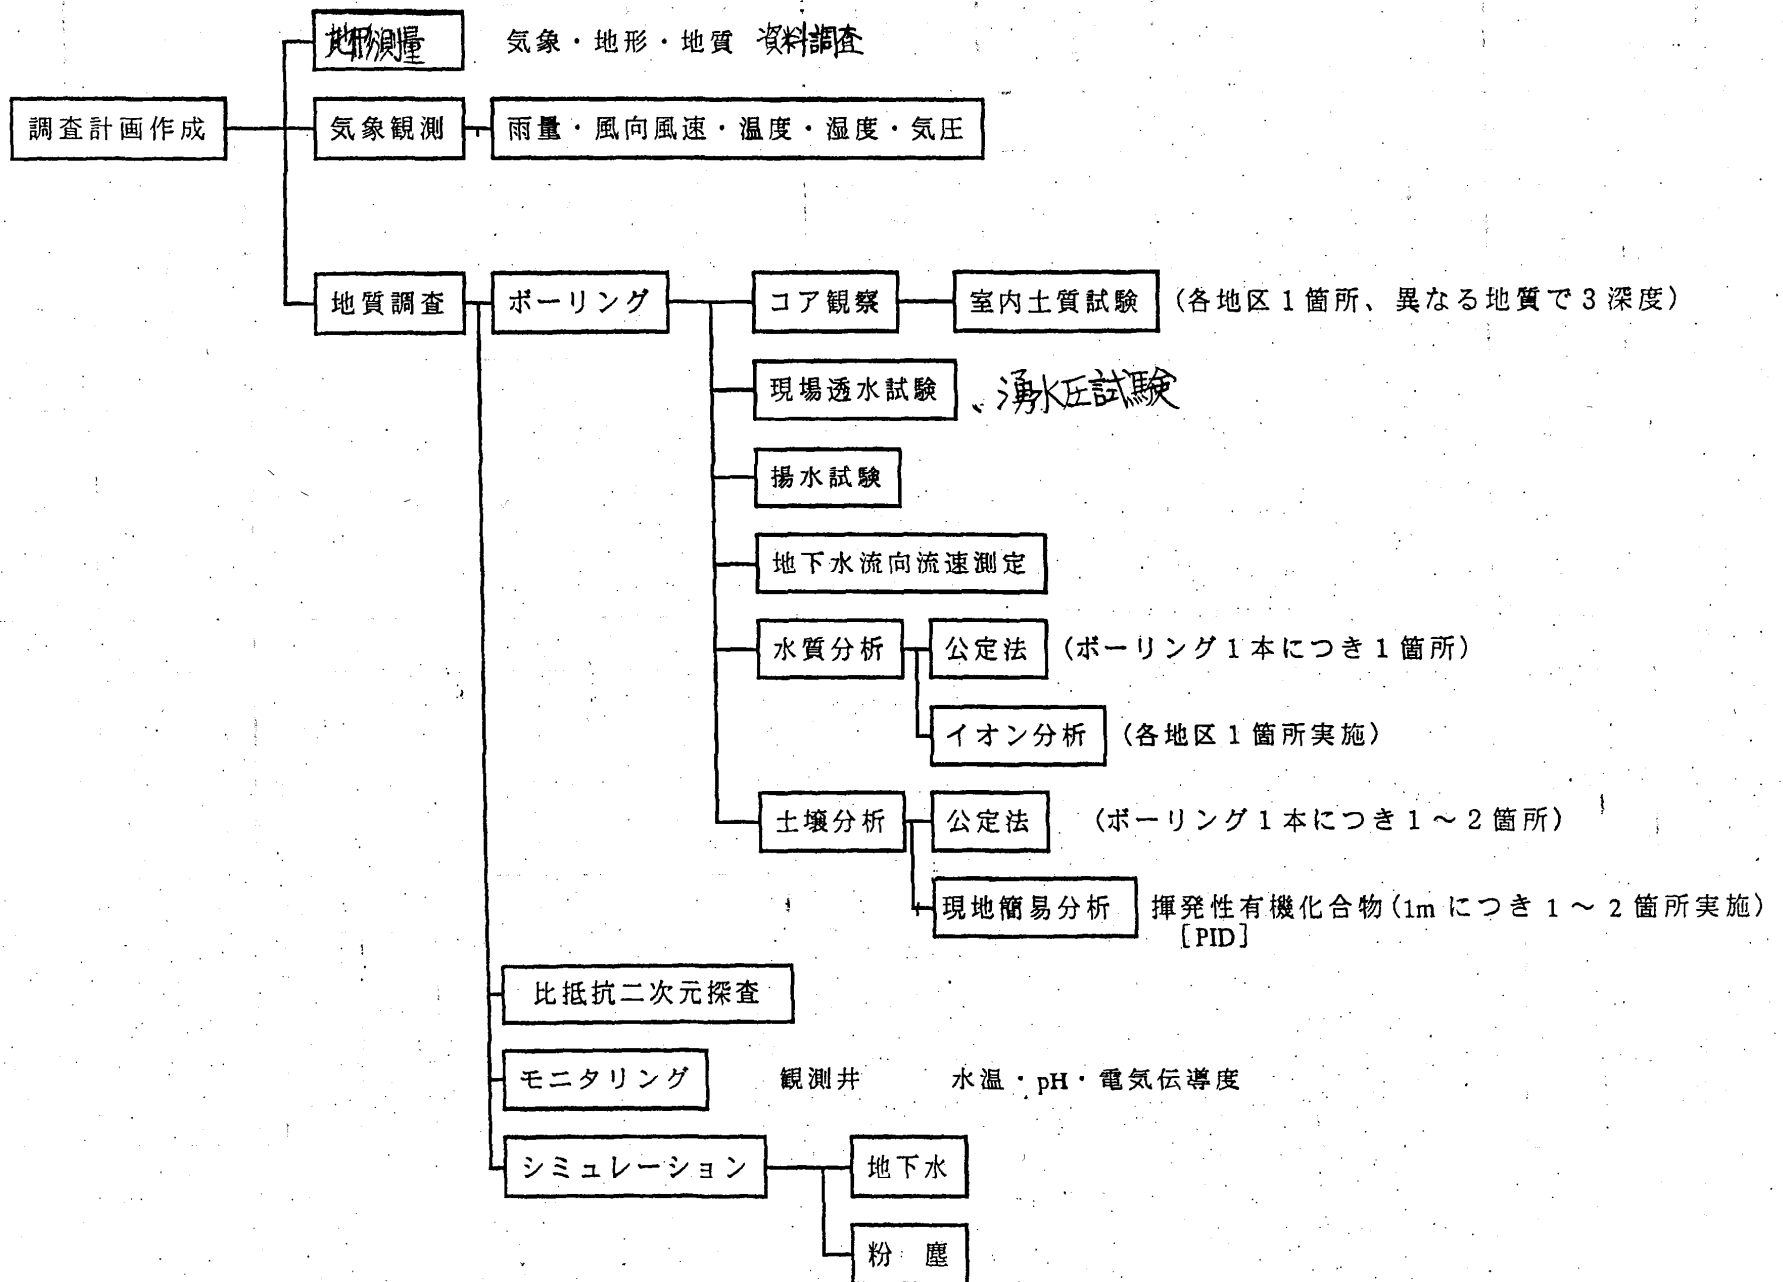 地形測量 気象・地形・地質 資料調査
調査計画作成 気象観測 雨量・風向風速・温度・湿度・気圧
地質調査 ボーリング コア観察 室内土質試験 (各地区1箇所、異なる地質で3深度)
現場透水試験 、湧水圧試験
揚水試験
地下水流向流速測定
水質分析 公定法 (ボーリング1本につき1箇所)
イオン分析 (各地区1箇所実施)
土壌分析 公定法 (ボーリング1本につき1~2箇所)
現地簡易分析 揮発性有機化合物(1mにつき1~2箇所実施)
[PID]
比抵抗二次元探査
モニタリング 観測井 水温・pH・電気伝導度
シミュレーション 地下水
粉塵